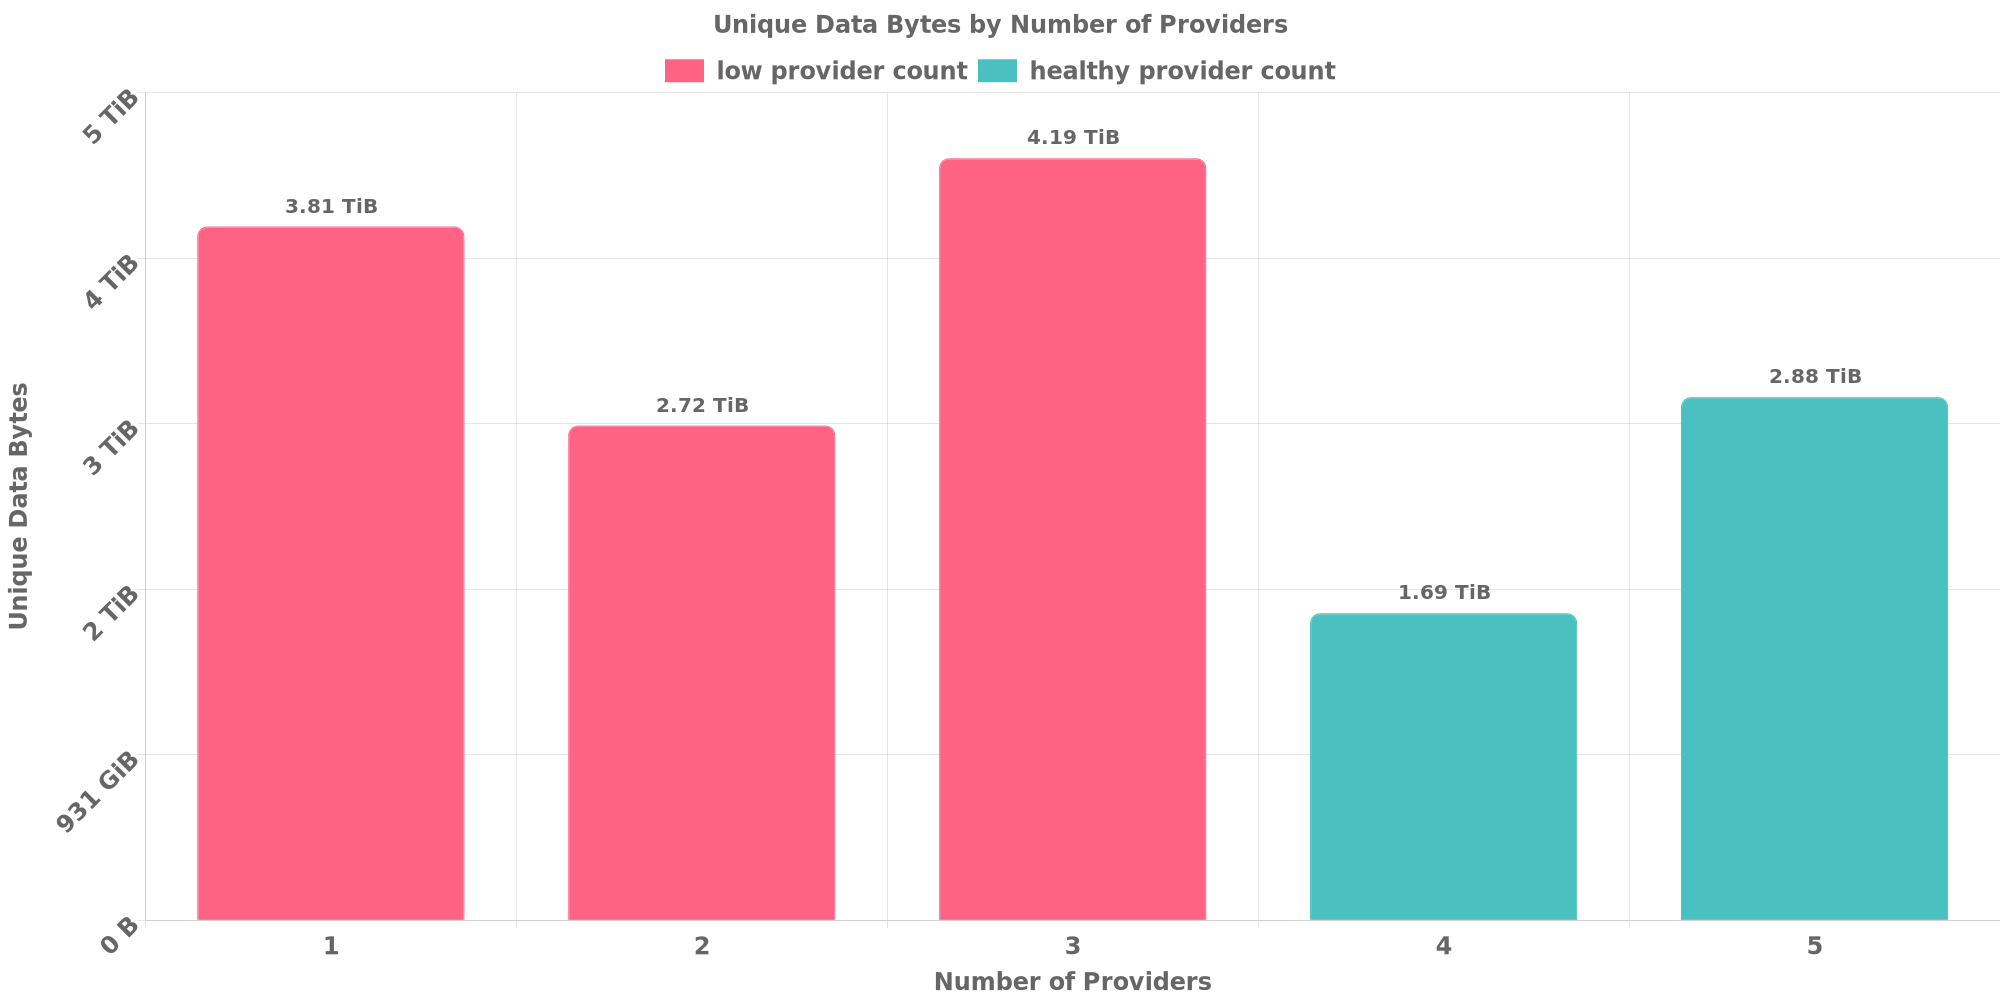 Unique Data Bytes by Number of Providers
low provider count
healthy provider count
5 TiB
4 TiB
3 TiB
2 TiB
931 GiB
0 B
Unique Data Bytes
3.81 TiB
2.72 TiB
4.19 TiB
1.69 TiB
2.88 TiB
1
2
3
4
5
Number of Providers